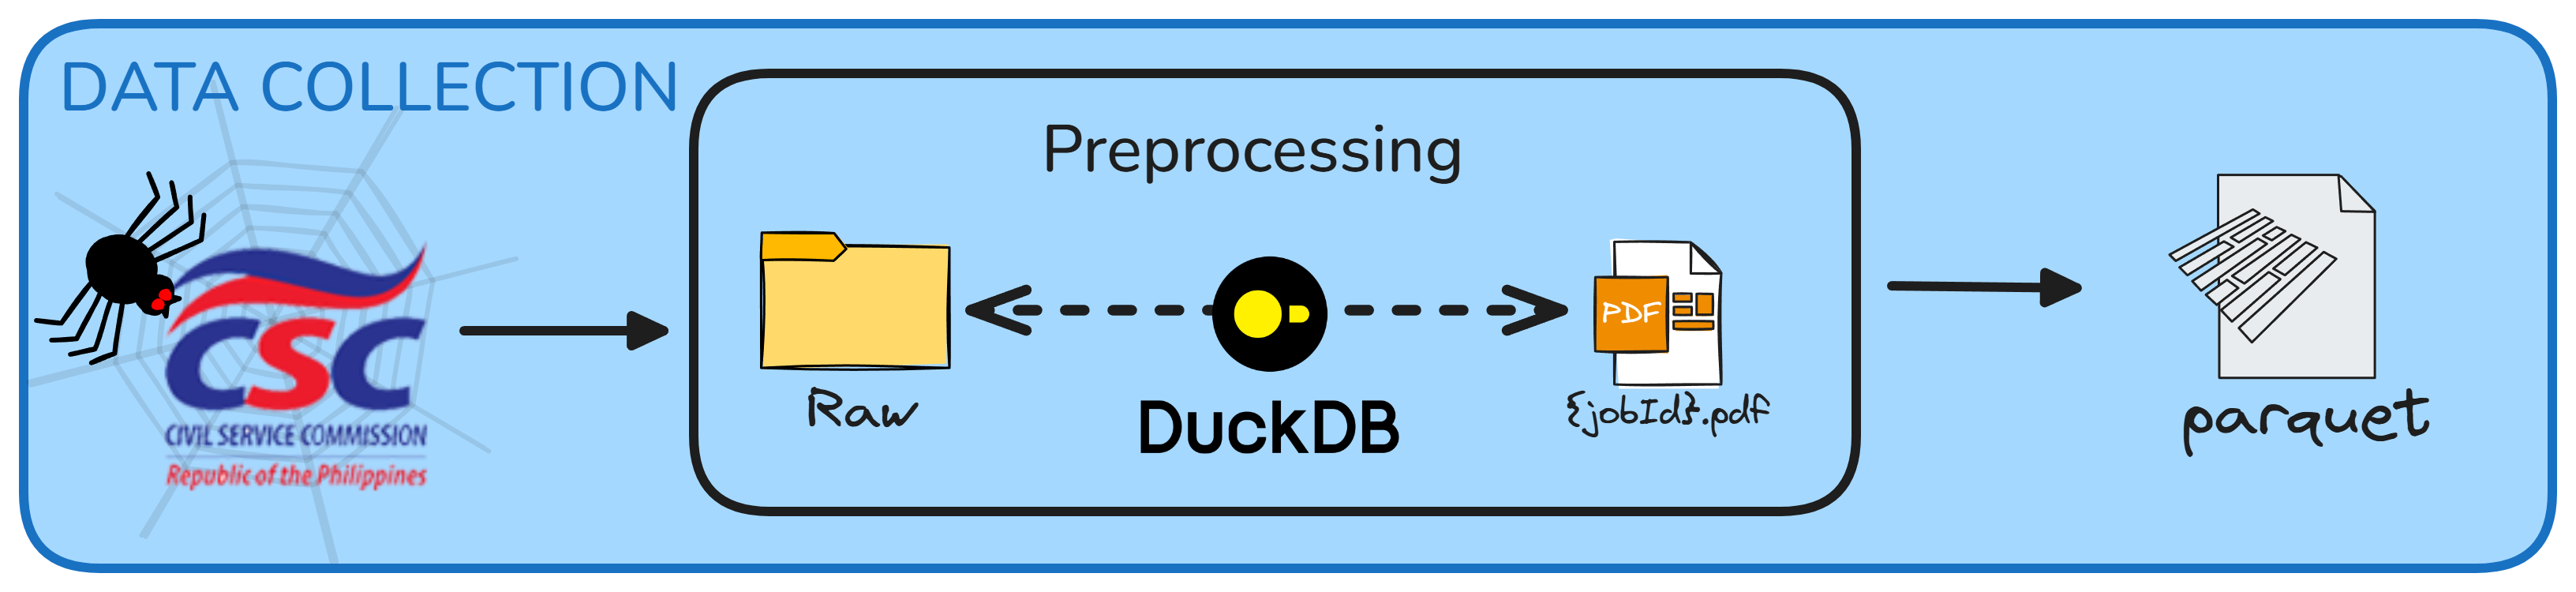 DATA COLLECTION
Preprocessing
CSC
CIVIL SERVICE COMMISSION
Republic of the Philippines
Raw
DuckDB
PDF
{jobId}.pdf
parquet